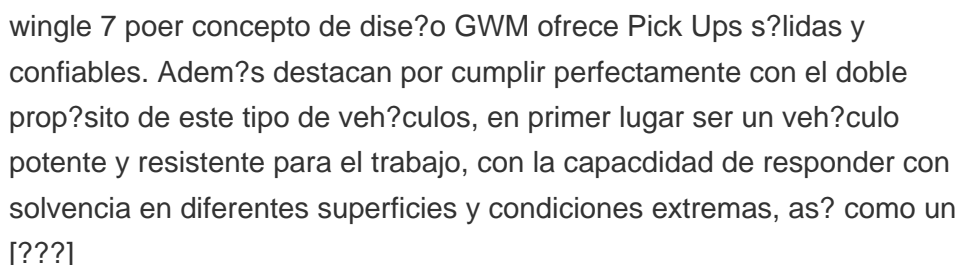 wingle 7 poer concepto de dise?o GWM ofrece Pick Ups s?lidas y
confiables. Adem?s destacan por cumplir perfectamente con el doble
prop?sito de este tipo de veh?culos, en primer lugar ser un veh?culo
potente y resistente para el trabajo, con la capacdidad de responder con
solvencia en diferentes superficies y condiciones extremas, as? como un
[???]